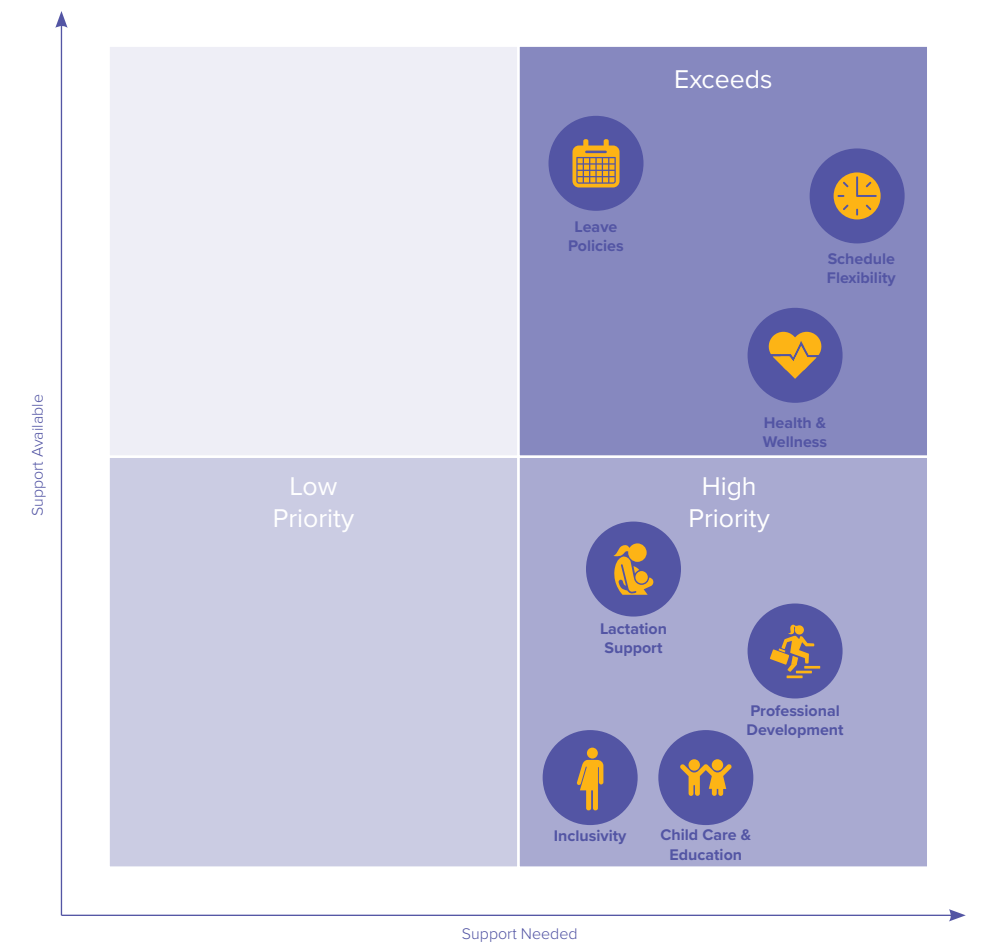 Exceeds
Leave
Policies
Schedule
Flexibility
Health &
Wellness
Support Available
Low
Priority
High
Priority
Lactation
Support
Professional
Development
Inclusivity
Child Care &
Education
Support Needed